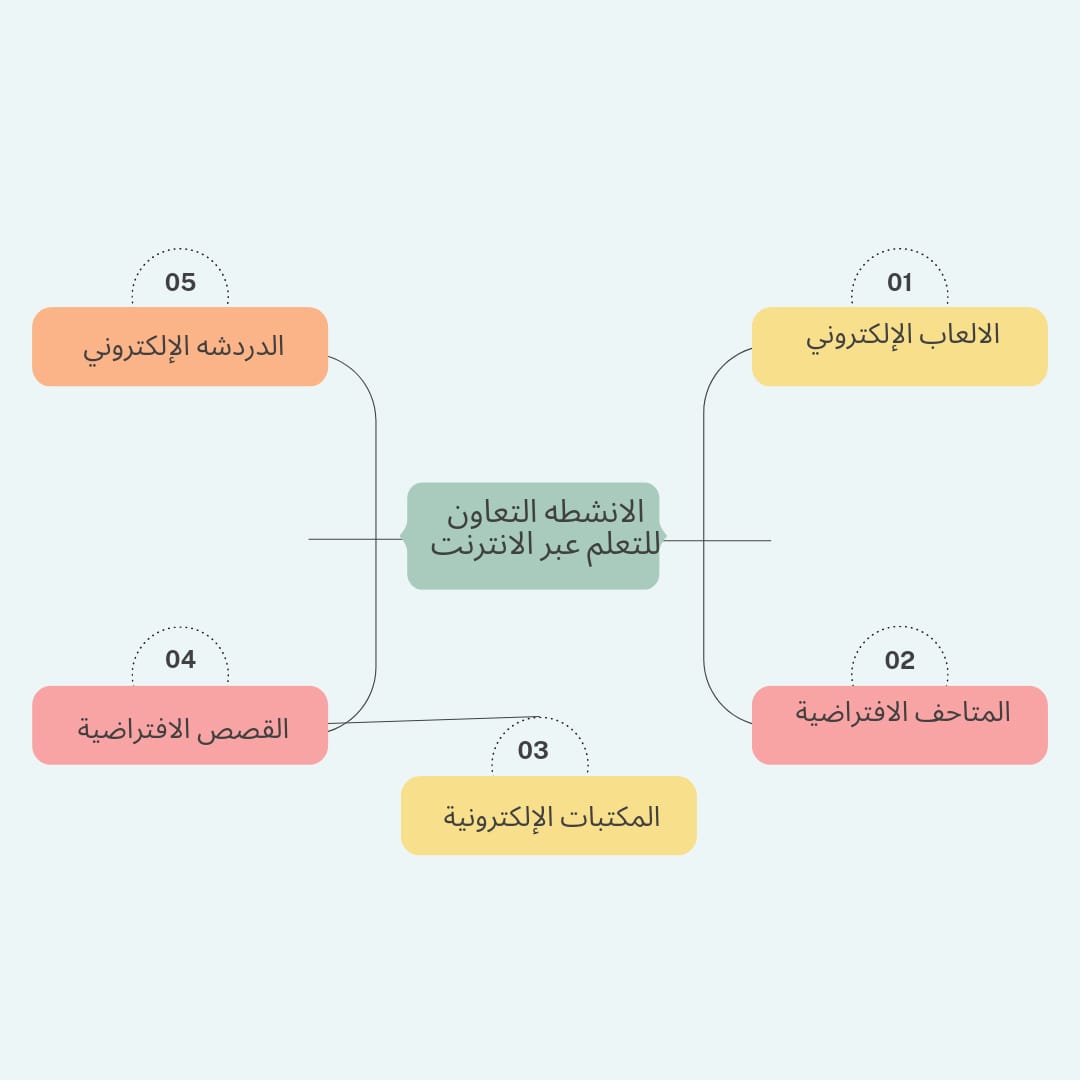 الانشطه التعاون
للتعلم عبر الانترنت
01
الالعاب الإلكتروني
02
المتاحف الافتراضية
03
المكتبات الإلكترونية
04
القصص الافتراضية
05
الدردشه الإلكتروني